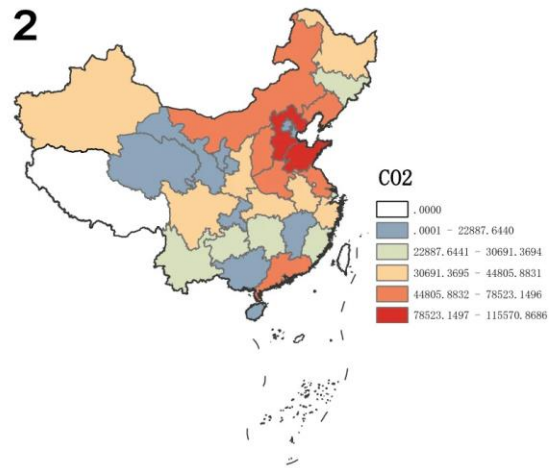 2
CO2
.0000
.0001 - 22887.6440
22887.6441 - 30691.3694
30691.3695 - 44805.8831
44805.8832 - 78523.1496
78523.1497 - 115570.8686